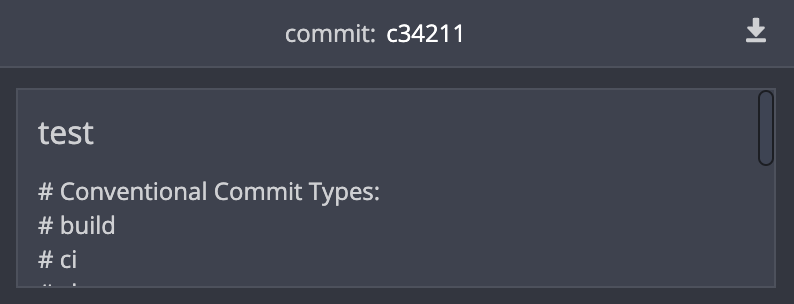 commit: c34211
test
# Conventional Commit Types:
# build
# ci